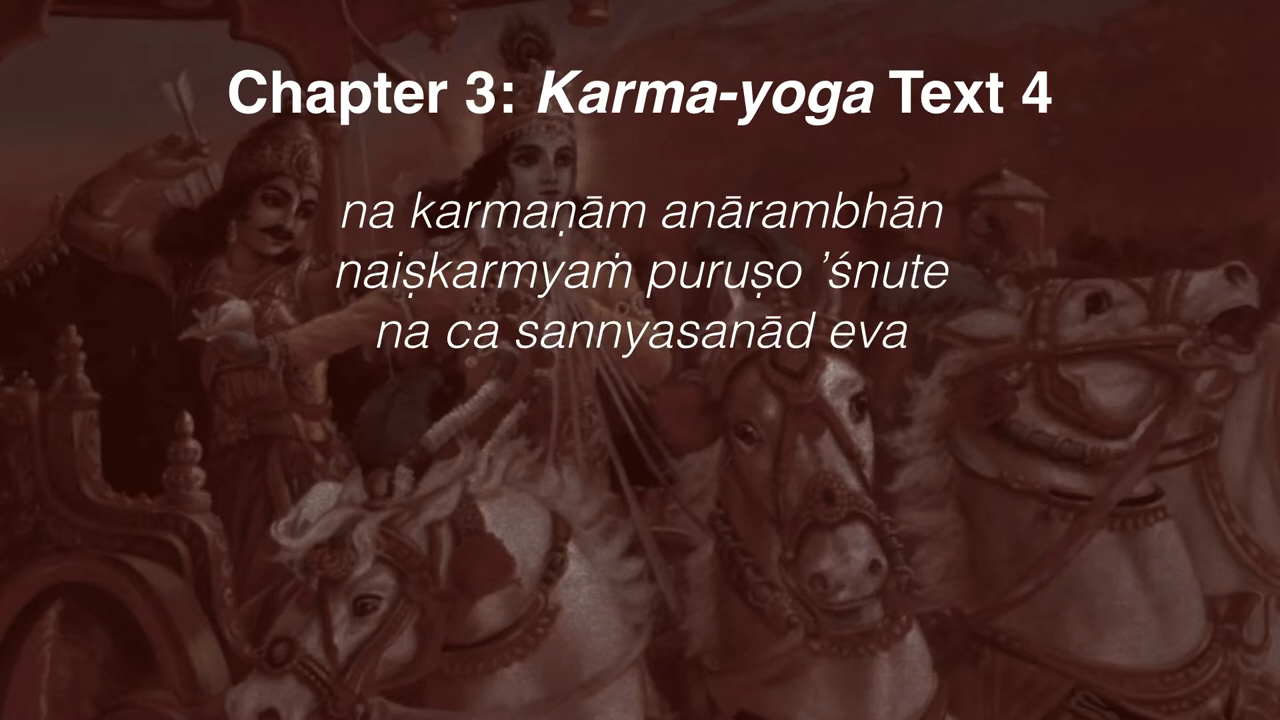 Chapter 3: Karma-yoga Text 4
na karmaṇām anārambhān
naiṣkarmyaṁ puruṣo ’śnute
na ca sannyasanād eva